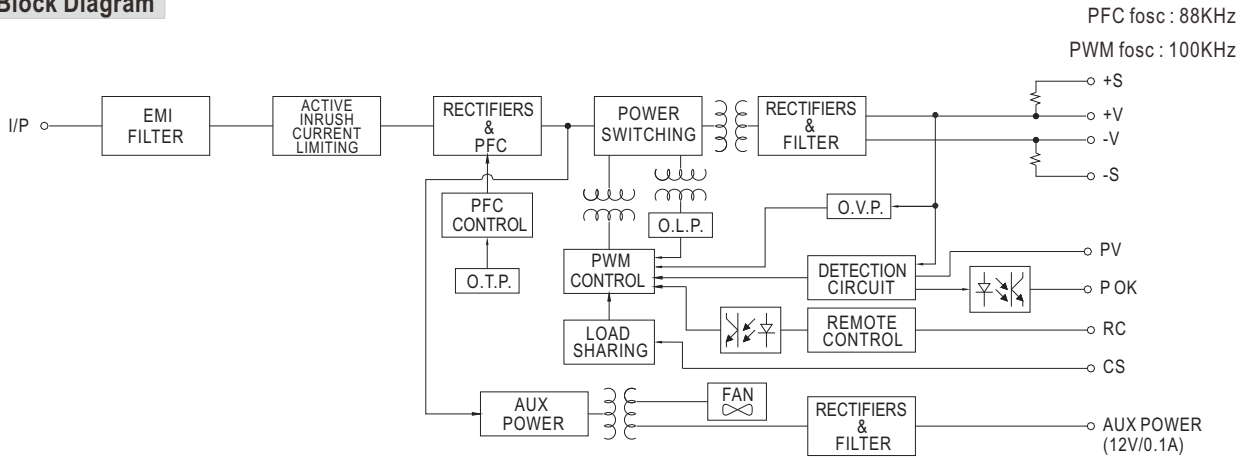 Block Diagram
PFC fosc : 88KHz
PWM fosc : 100KHz
I/P
EMI
FILTER
ACTIVE
INRUSH
CURRENT
LIMITING
RECTIFIERS
&
PFC
POWER
SWITCHING
RECTIFIERS
&
FILTER
+S
+V
-V
-S
PFC
CONTROL
O.T.P.
O.L.P.
O.V.P.
PWM
CONTROL
DETECTION
CIRCUIT
PV
P OK
LOAD
SHARING
REMOTE
CONTROL
RC
CS
AUX
POWER
FAN
RECTIFIERS
&
FILTER
AUX POWER
(12V/0.1A)